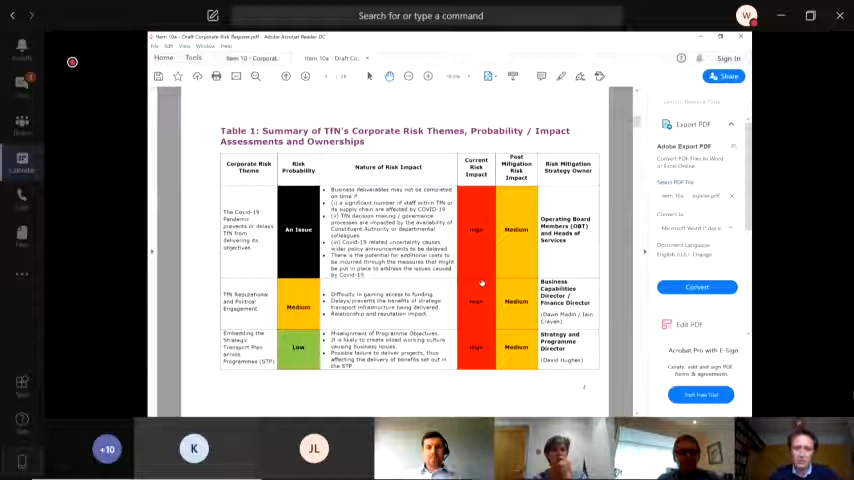 Search for or type a command
W
Item 10a - Draft Corporate Risk Register.pdf - Adobe Acrobat Reader DC
File Edit View Window Help
Home Tools Item 10 - Corporat... Item 10a - Draft Co... ×
Sign In
Share
Export PDF
Adobe Export PDF
Convert PDF Files to Word
or Excel Online
Select PDF File
Convert to
Microsoft Word (*.docx)
Document Language:
English (U.S.) Change
Convert
Edit PDF
Acrobat Pro with E-Sign
Create, edit and sign PDF
forms & agreements
Start Free Trial
Calendar
Calls
Files
Table 1: Summary of TfN's Corporate Risk Themes, Probability / Impact
Assessments and Ownerships
Corporate Risk
Theme
Risk
Probability
Nature of Risk Impact
Current
Risk
Impact
Post
Mitigation
Risk
Impact
Risk Mitigation
Strategy Owner
The Covid-19
Pandemic
prevents or delays
TfN from
delivering its
objectives
An Issue
• Business deliverables may not be completed
on time if:
(i) a significant number of staff within TfN or
its supply chain are affected by COVID-19
(ii) TfN decision making / governance
processes are impacted by the availability of
Constituent Authority or departmental
colleagues
(iii) Covid-19 related uncertainty causes
wider policy announcements to be delayed
• There is the potential for additional costs to
be incurred through the measures that might
be put in place to address the issues caused
by Covid-19.
High
Medium
Operating Board
Members (OBT)
and Heads of
Services
TfN Reputational
and Political
Engagement
Medium
• Difficulty in gaining access to funding.
• Delays/prevents the benefits of strategic
transport infrastructure being delivered.
• Relationship and reputation impact.
High
Medium
Business
Capabilities
Director /
Finance Director
(Dawn Madin / Iain
Craven)
Embedding the
Strategic
Transport Plan
across
Programmes (STP)
Low
• Misalignment of Programme Objectives.
• It is likely to create siloed working culture
causing business issues.
• Possible failure to deliver projects, thus
affecting the delivery of benefits set out in
the STP
High
Medium
Strategy and
Programme
Director
(David Hughes)
+10
K
JL